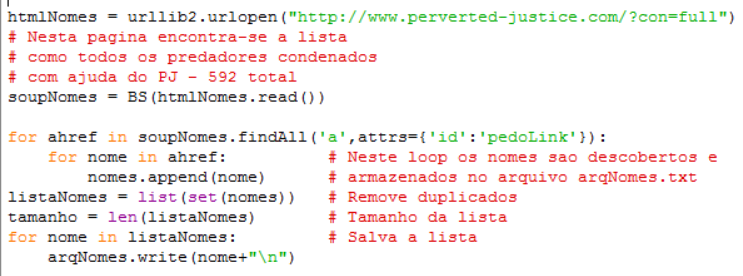 htmlNomes = urllib2.urlopen("http://www.perverted-justice.com/?con=full")
# Nesta pagina encontra-se a lista
# como todos os predadores condenados
# com ajuda do PJ - 592 total
soupNomes = BS(htmlNomes.read())
for ahref in soupNomes.findAll('a',attrs={'id':'pedoLink'}):
    for nome in ahref:          # Neste loop os nomes sao descobertos e
        nomes.append(nome)      # armazenados no arquivo arqNomes.txt
listaNomes = list(set(nomes))   # Remove duplicados
tamanho = len(listaNomes)       # Tamanho da lista
for nome in listaNomes:         # Salva a lista
    arqNomes.write(nome+"\n")